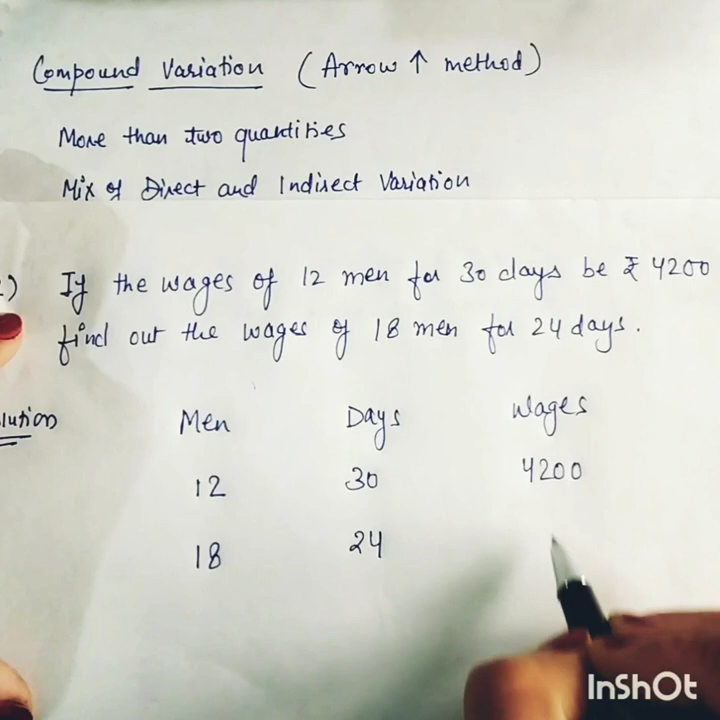 Compound Variation (Arrow ↑ method)
More than two quantities
Mix of Direct and Indirect Variation
If the wages of 12 men for 30 days be ₹ 4200
find out the wages of 18 men for 24 days.
lution Men Days Wages
12 30 4200
18 24
InShOt